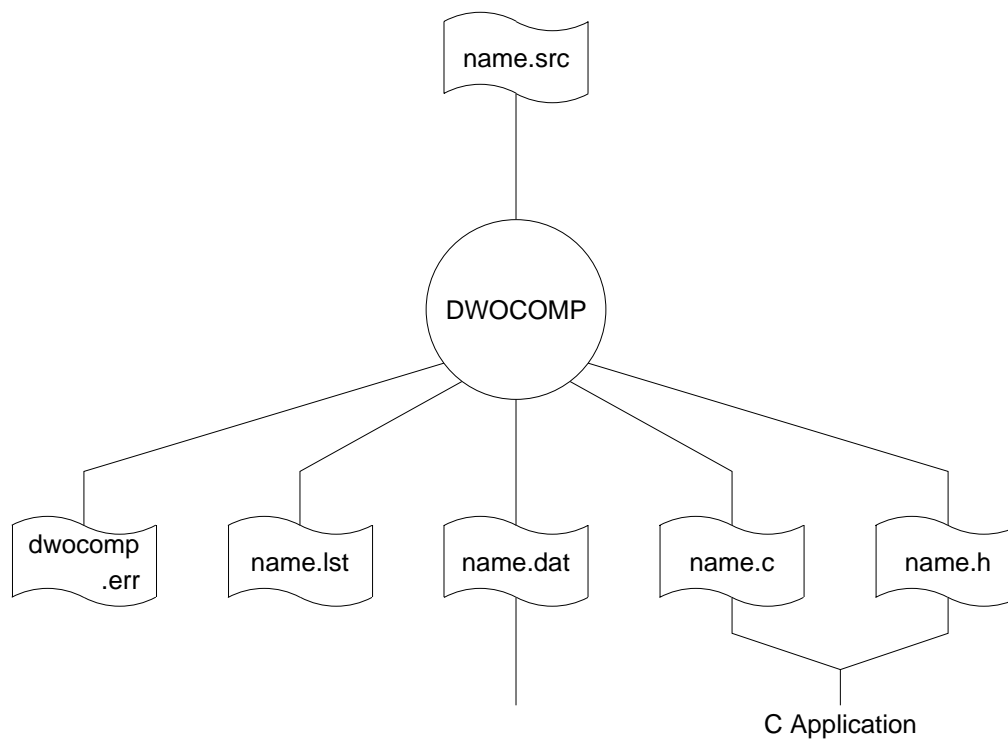 name.src
DWOCOMP
dwocomp
.err
name.lst
name.dat
name.c
name.h
C Application